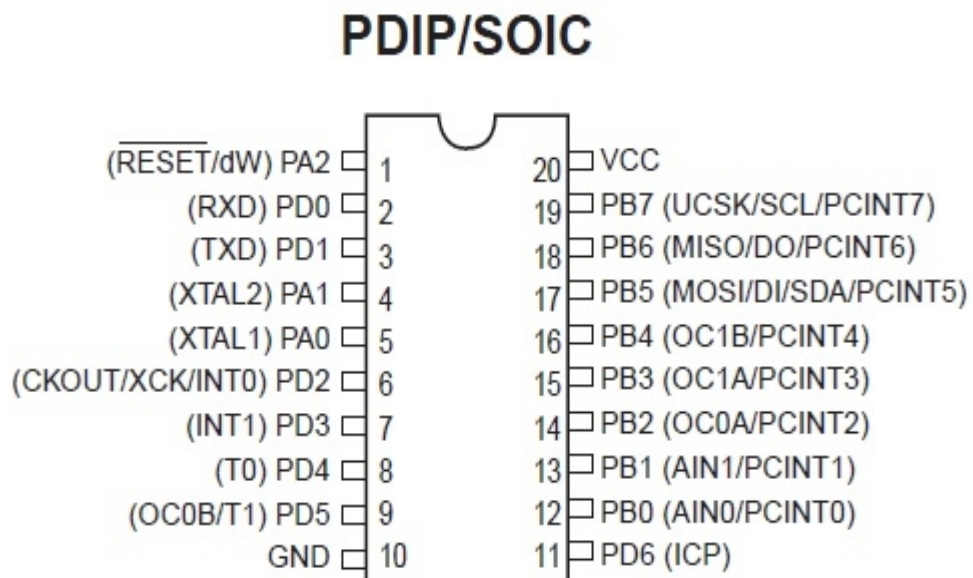 PDIP/SOIC
(RESET/dW) PA2 1 20 VCC
(RXD) PD0 2 19 PB7 (UCSK/SCL/PCINT7)
(TXD) PD1 3 18 PB6 (MISO/DO/PCINT6)
(XTAL2) PA1 4 17 PB5 (MOSI/DI/SDA/PCINT5)
(XTAL1) PA0 5 16 PB4 (OC1B/PCINT4)
(CKOUT/XCK/INT0) PD2 6 15 PB3 (OC1A/PCINT3)
(INT1) PD3 7 14 PB2 (OC0A/PCINT2)
(T0) PD4 8 13 PB1 (AIN1/PCINT1)
(OC0B/T1) PD5 9 12 PB0 (AIN0/PCINT0)
GND 10 11 PD6 (ICP)